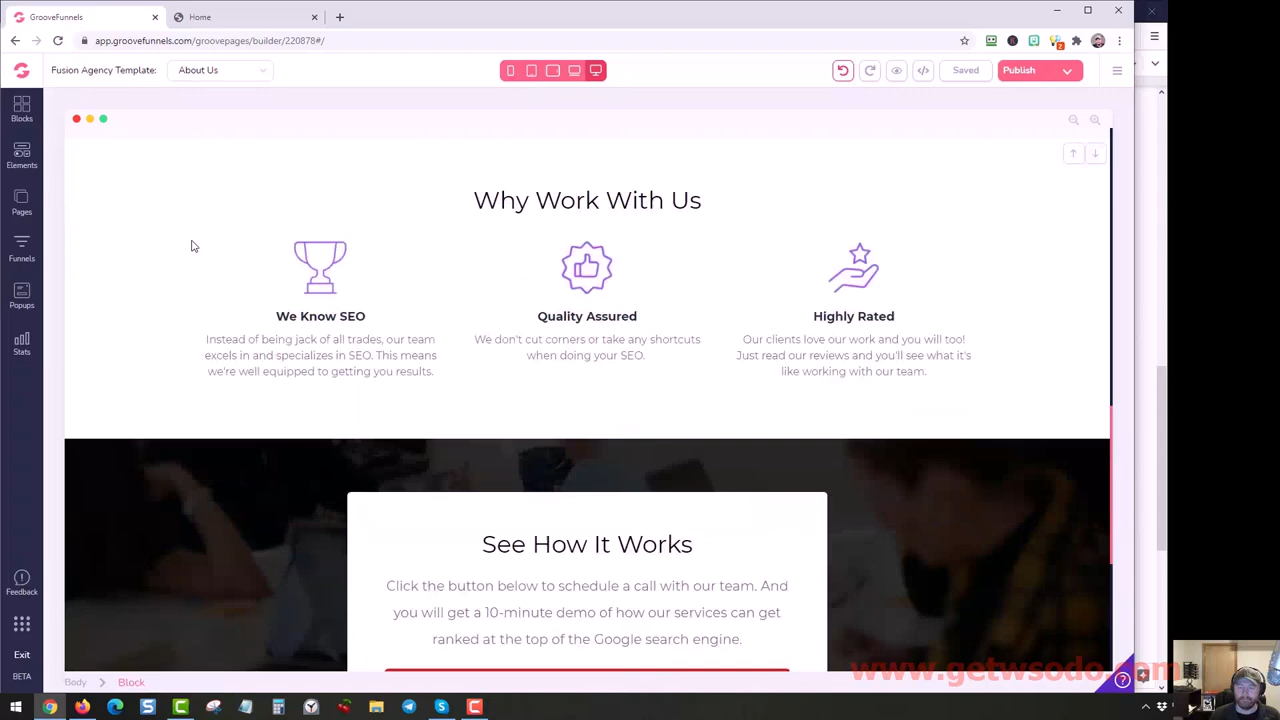 GrooveFunnels
Home
app.groovefunnels.com/groovepages/builder/220878#/
Fusion Agency Template:
About Us
Saved
Publish
Blocks
Elements
Pages
Funnels
Popups
Stats
Feedback
Exit
BETA
Why Work With Us
We Know SEO
Instead of being jack of all trades, our team
excels in and specializes in SEO. This means
we're well equipped to getting you results.
Quality Assured
We don't cut corners or take any shortcuts
when doing your SEO.
Highly Rated
Our clients love our work and you will too!
Just read our reviews and you'll see what it's
like working with our team.
See How It Works
Click the button below to schedule a call with our team. And
you will get a 10-minute demo of how our services can get
ranked at the top of the Google search engine.
www.getwsodo.com
Body
Block